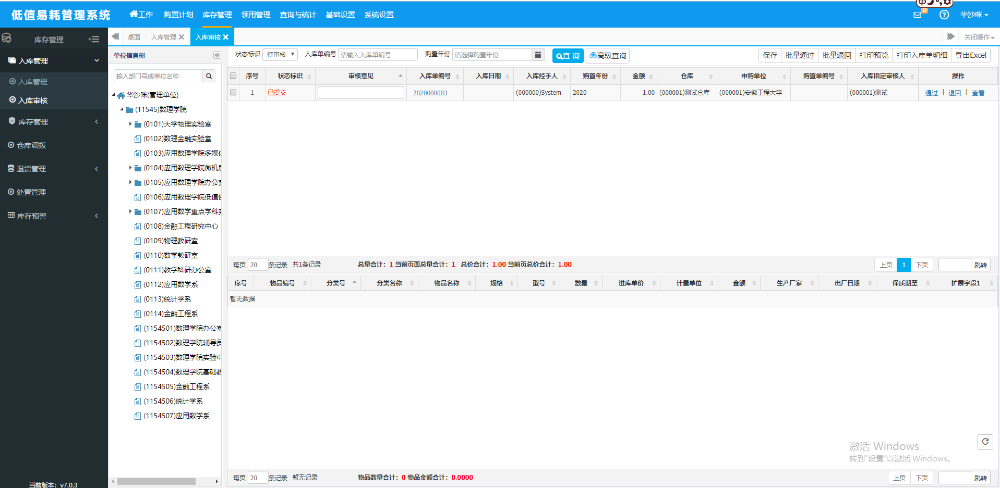 低值易耗管理系统 工作 购置计划 库存管理 领用管理 查询与统计 基础设置 系统设置 0 华沙咪
库存管理 桌面 入库管理 入库审核 关闭操作
入库管理
入库管理
入库审核
库存管理
仓库调拨
退货管理
处置管理
库存预警
当前版本：v7.0.3
单位信息树
输入部门号或单位名称
华沙咪(管理单位)
(11545)数理学院
(0101)大学物理实验室
(0102)数理金融实验室
(0103)应用数理学院多媒
(0104)应用数理学院微机
(0105)应用数理学院办公
(0106)应用数理学院低值
(0107)应用数学重点学科
(0108)金融工程研究中心
(0109)物理教研室
(0110)数学教研室
(0111)教学科研办公室
(0112)应用数学系
(0113)统计学系
(0114)金融工程系
(1154501)数理学院办公室
(1154502)数理学院辅导员
(1154503)数理学院实验中
(1154504)数理学院基础教
(1154505)金融工程系
(1154506)统计学系
(1154507)应用数学系
状态标识 待审核 入库单编号 请输入入库单编号 购置年份 请选择购置年份 查 询 高级查询 保存 批量通过 批量退回 打印预览 打印入库单明细 导出Excel
序号 状态标识 审核意见 入库单编号 入库日期 入库经手人 购置年份 金额 仓库 申购单位 购置单编号 入库指定审核人 操作
1 已提交 2020000003 (000000)System 2020 1.00 (000001)测试仓库 (000001)安徽工程大学 (000001)测试 通过 | 退回 | 查看
每页 20 条记录 共1条记录 总量合计：1 当前页面总量合计：1 总价合计：1.00 当前页总价合计：1.00 上页 1 下页 跳转
序号 物品编号 分类号 分类名称 物品名称 规格 型号 数量 进库单价 计量单位 金额 生产厂家 出厂日期 保质期至 扩展字段1
暂无数据
激活 Windows
转到"设置"以激活 Windows。
每页 20 条记录 暂无记录 物品数量合计：0 物品金额合计：0.0000 上页 下页 跳转